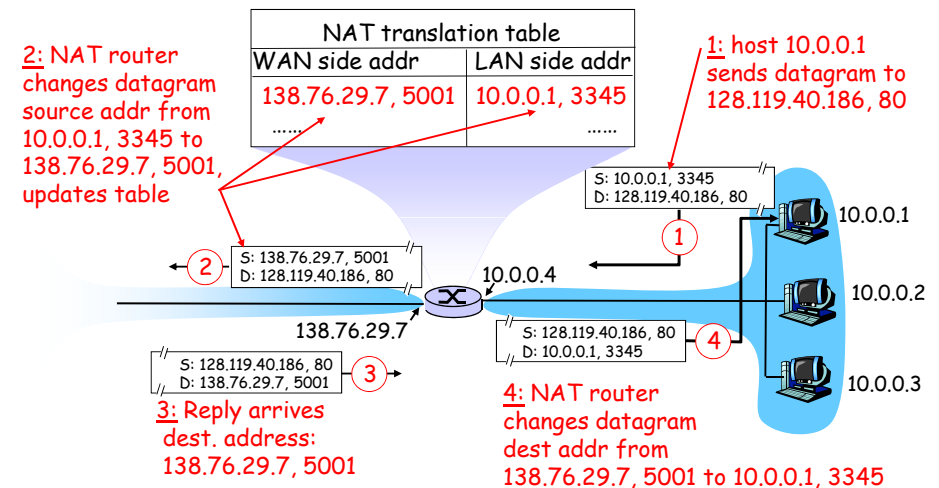 NAT translation table
WAN side addr LAN side addr
138.76.29.7, 5001 10.0.0.1, 3345
...... ......
2: NAT router
changes datagram
source addr from
10.0.0.1, 3345 to
138.76.29.7, 5001,
updates table
1: host 10.0.0.1
sends datagram to
128.119.40.186, 80
S: 10.0.0.1, 3345
D: 128.119.40.186, 80
1
10.0.0.1
S: 138.76.29.7, 5001
D: 128.119.40.186, 80
2
10.0.0.4
10.0.0.2
138.76.29.7
S: 128.119.40.186, 80
D: 10.0.0.1, 3345
4
S: 128.119.40.186, 80
D: 138.76.29.7, 5001
3
10.0.0.3
3: Reply arrives
dest. address:
138.76.29.7, 5001
4: NAT router
changes datagram
dest addr from
138.76.29.7, 5001 to 10.0.0.1, 3345